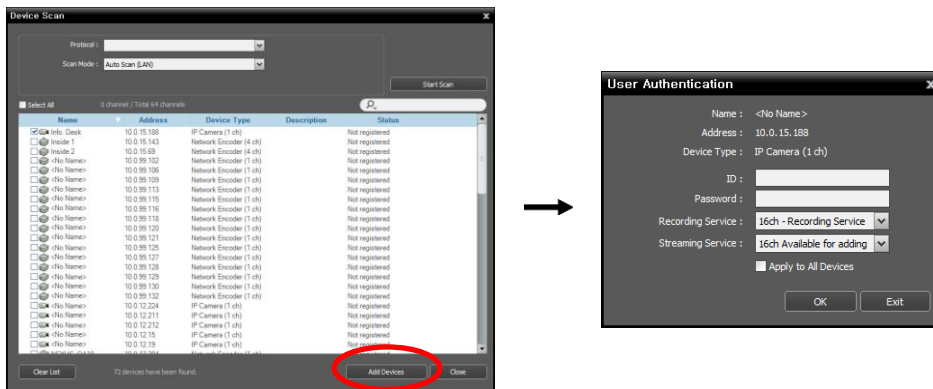 Device Scan x
Protocol :
Scan Mode : Auto Scan (LAN)
Start Scan
Select All 0 channel / Total 64 channels
Name Address Device Type Description Status
Info. Desk 10.0.15.188 IP Camera (1 ch) Not registered
Inside 1 10.0.15.143 Network Encoder (4 ch) Not registered
Inside 2 10.0.15.69 Network Encoder (4 ch) Not registered
<No Name> 10.0.99.102 Network Encoder (1 ch) Not registered
<No Name> 10.0.99.106 Network Encoder (1 ch) Not registered
<No Name> 10.0.99.109 Network Encoder (1 ch) Not registered
<No Name> 10.0.99.113 Network Encoder (1 ch) Not registered
<No Name> 10.0.99.115 Network Encoder (1 ch) Not registered
<No Name> 10.0.99.116 Network Encoder (1 ch) Not registered
<No Name> 10.0.99.118 Network Encoder (1 ch) Not registered
<No Name> 10.0.99.120 Network Encoder (1 ch) Not registered
<No Name> 10.0.99.121 Network Encoder (1 ch) Not registered
<No Name> 10.0.99.125 Network Encoder (1 ch) Not registered
<No Name> 10.0.99.127 Network Encoder (1 ch) Not registered
<No Name> 10.0.99.128 Network Encoder (1 ch) Not registered
<No Name> 10.0.99.129 Network Encoder (1 ch) Not registered
<No Name> 10.0.99.130 Network Encoder (1 ch) Not registered
<No Name> 10.0.99.132 Network Encoder (1 ch) Not registered
<No Name> 10.0.12.224 IP Camera (1 ch) Not registered
<No Name> 10.0.12.211 IP Camera (1 ch) Not registered
<No Name> 10.0.12.212 IP Camera (1 ch) Not registered
<No Name> 10.0.12.15 IP Camera (1 ch) Not registered
<No Name> 10.0.12.19 IP Camera (1 ch) Not registered
Clear List 72 devices have been found. Add Devices Close
User Authentication x
Name : <No Name>
Address : 10.0.15.188
Device Type : IP Camera (1 ch)
ID :
Password :
Recording Service : 16ch - Recording Service
Streaming Service : 16ch Available for adding
Apply to All Devices
OK Exit